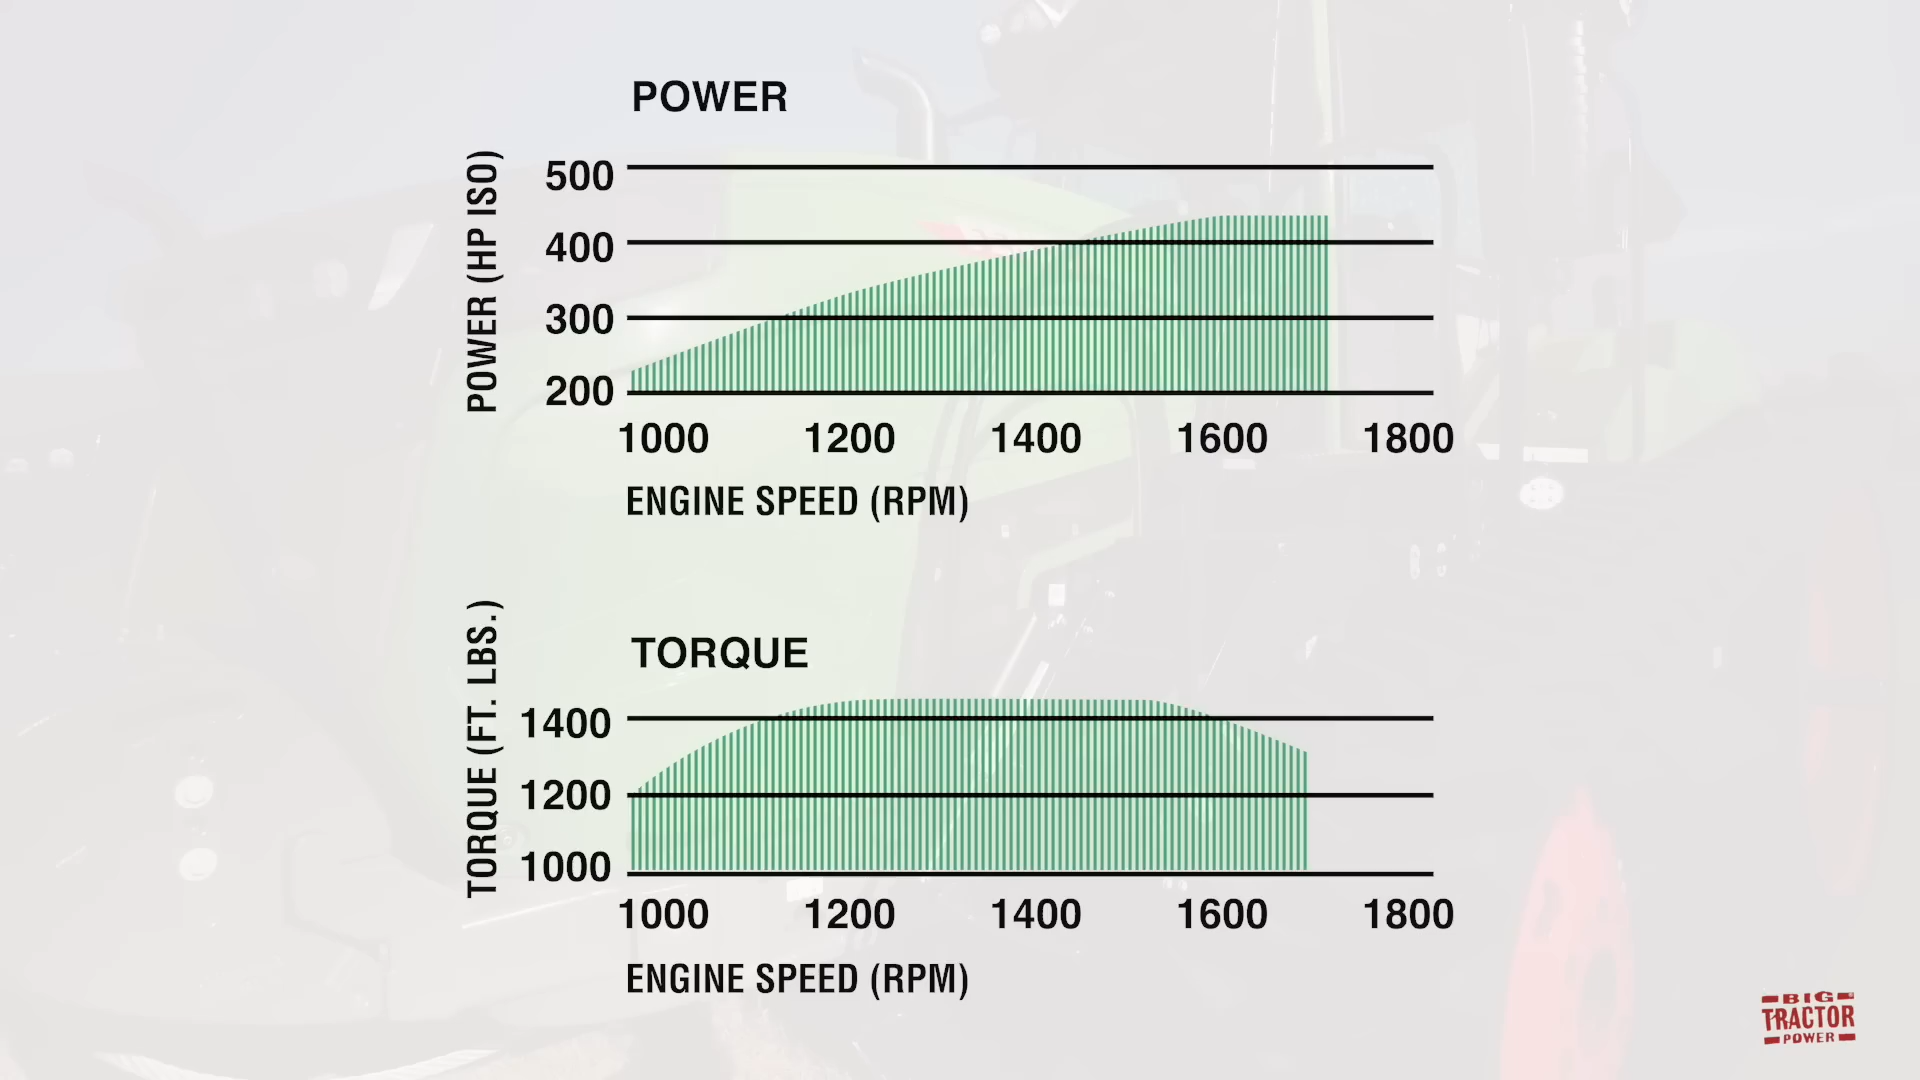 POWER
POWER (HP ISO)
500
400
300
200
1000 1200 1400 1600 1800
ENGINE SPEED (RPM)
TORQUE
TORQUE (FT. LBS.)
1400
1200
1000
1000 1200 1400 1600 1800
ENGINE SPEED (RPM)
BIG
TRACTOR
POWER